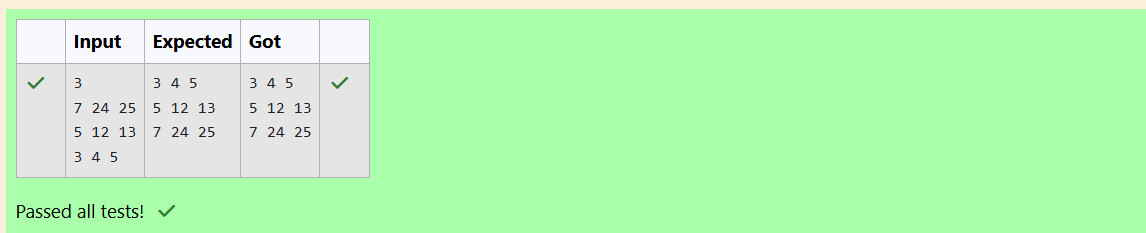 Input Expected Got
3 3 4 5 3 4 5
7 24 25 5 12 13 5 12 13
5 12 13 7 24 25 7 24 25
3 4 5
Passed all tests!